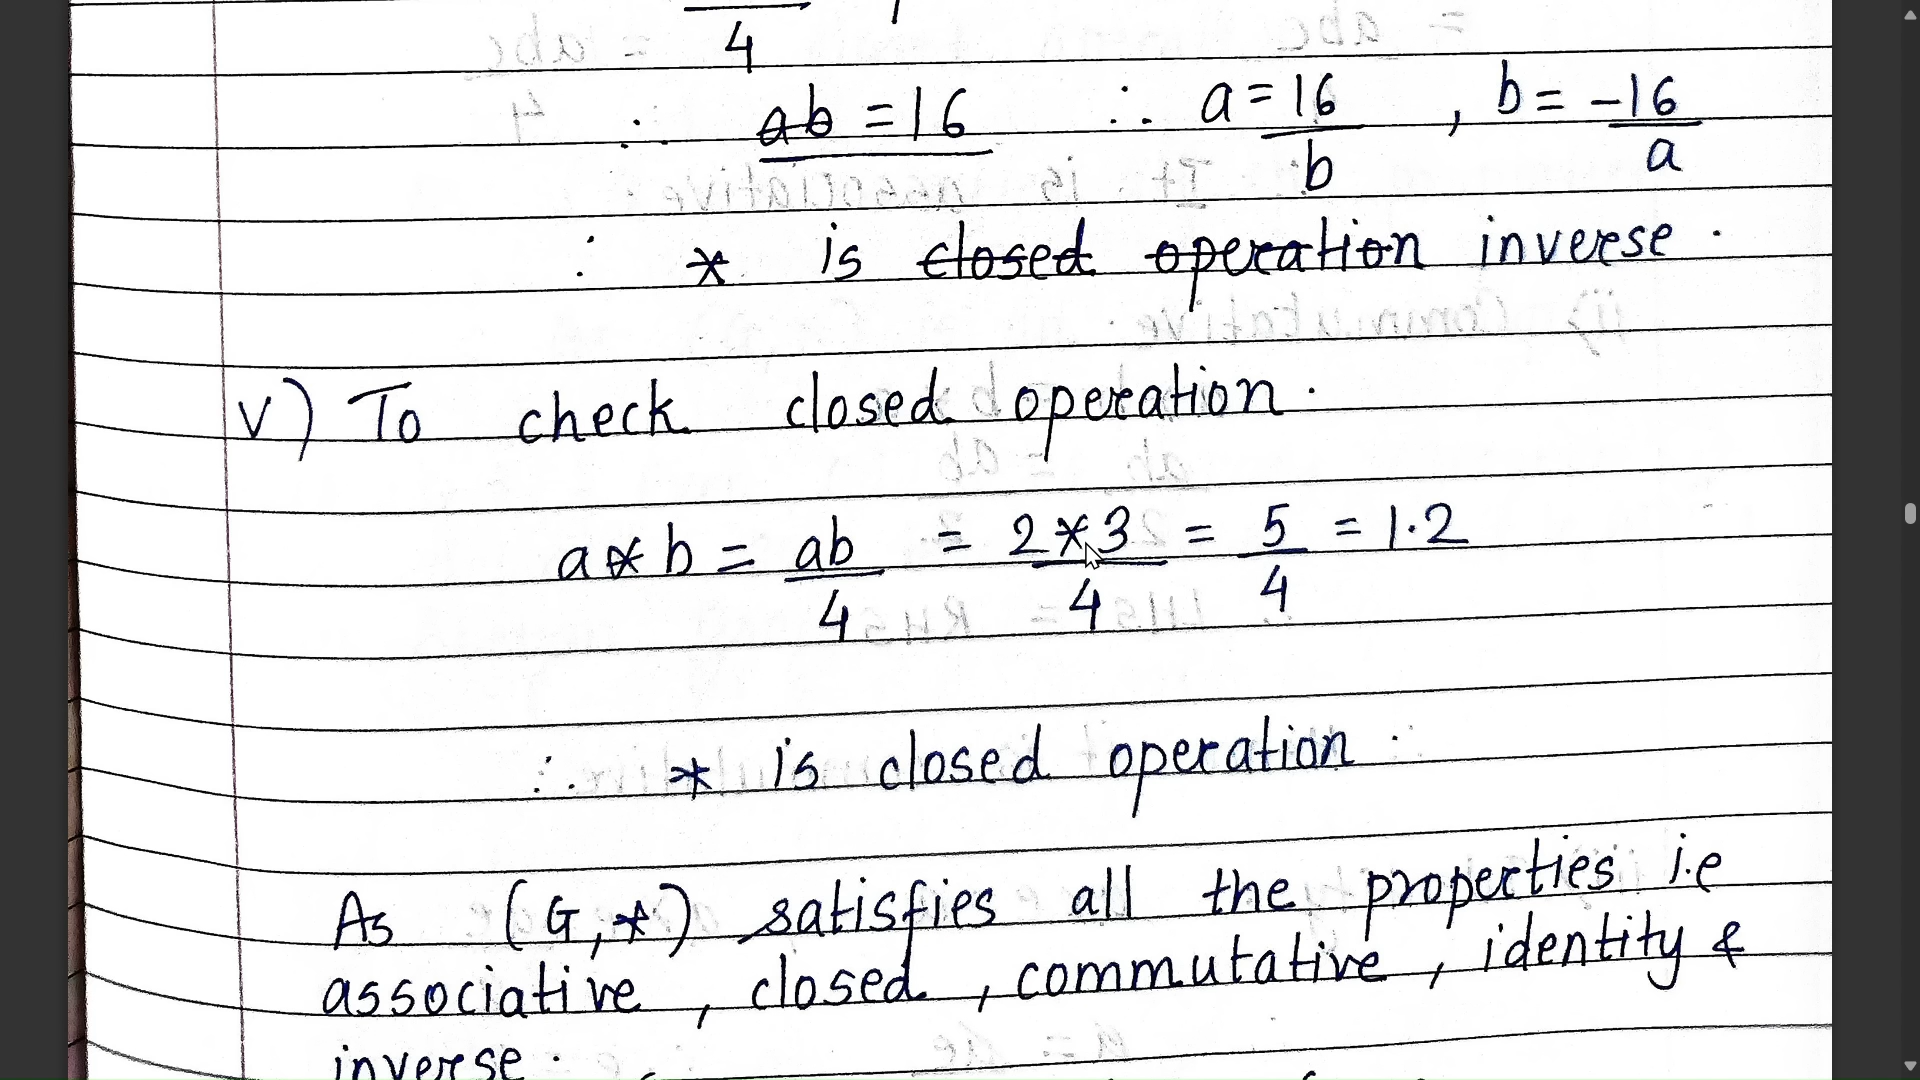 4
∴ ab = 16 ∴ a = 16/b , b = -16/a
∴ * is closed operation inverse.
v) To check closed operation.
a * b = ab/4 = 2*3/4 = 5/4 = 1.2
∴ * is closed operation
As (G, *) satisfies all the properties i.e
associative, closed, commutative, identity &
inverse.